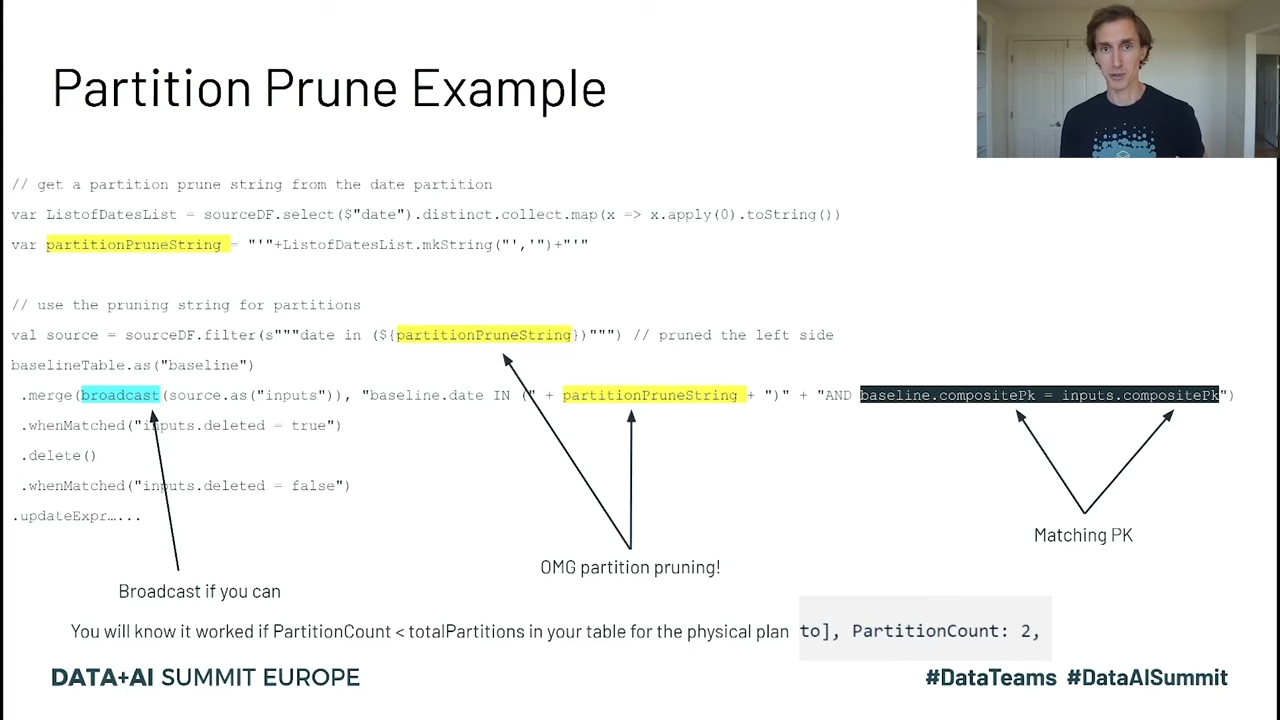 Partition Prune Example
// get a partition prune string from the date partition
var ListofDatesList = sourceDF.select($"date").distinct.collect.map(x => x.apply(0).toString())
var partitionPruneString = "'"+ListofDatesList.mkString("','")+"'"
// use the pruning string for partitions
val source = sourceDF.filter(s"""date in (${partitionPruneString})""") // pruned the left side
baselineTable.as("baseline")
.merge(broadcast(source.as("inputs")), "baseline.date IN (" + partitionPruneString + ")" + "AND baseline.compositePk = inputs.compositePk")
.whenMatched("inputs.deleted = true")
.delete()
.whenMatched("inputs.deleted = false")
.updateExpr…...
Matching PK
OMG partition pruning!
Broadcast if you can
You will know it worked if PartitionCount < totalPartitions in your table for the physical plan to], PartitionCount: 2,
DATA+AI SUMMIT EUROPE
#DataTeams #DataAISummit